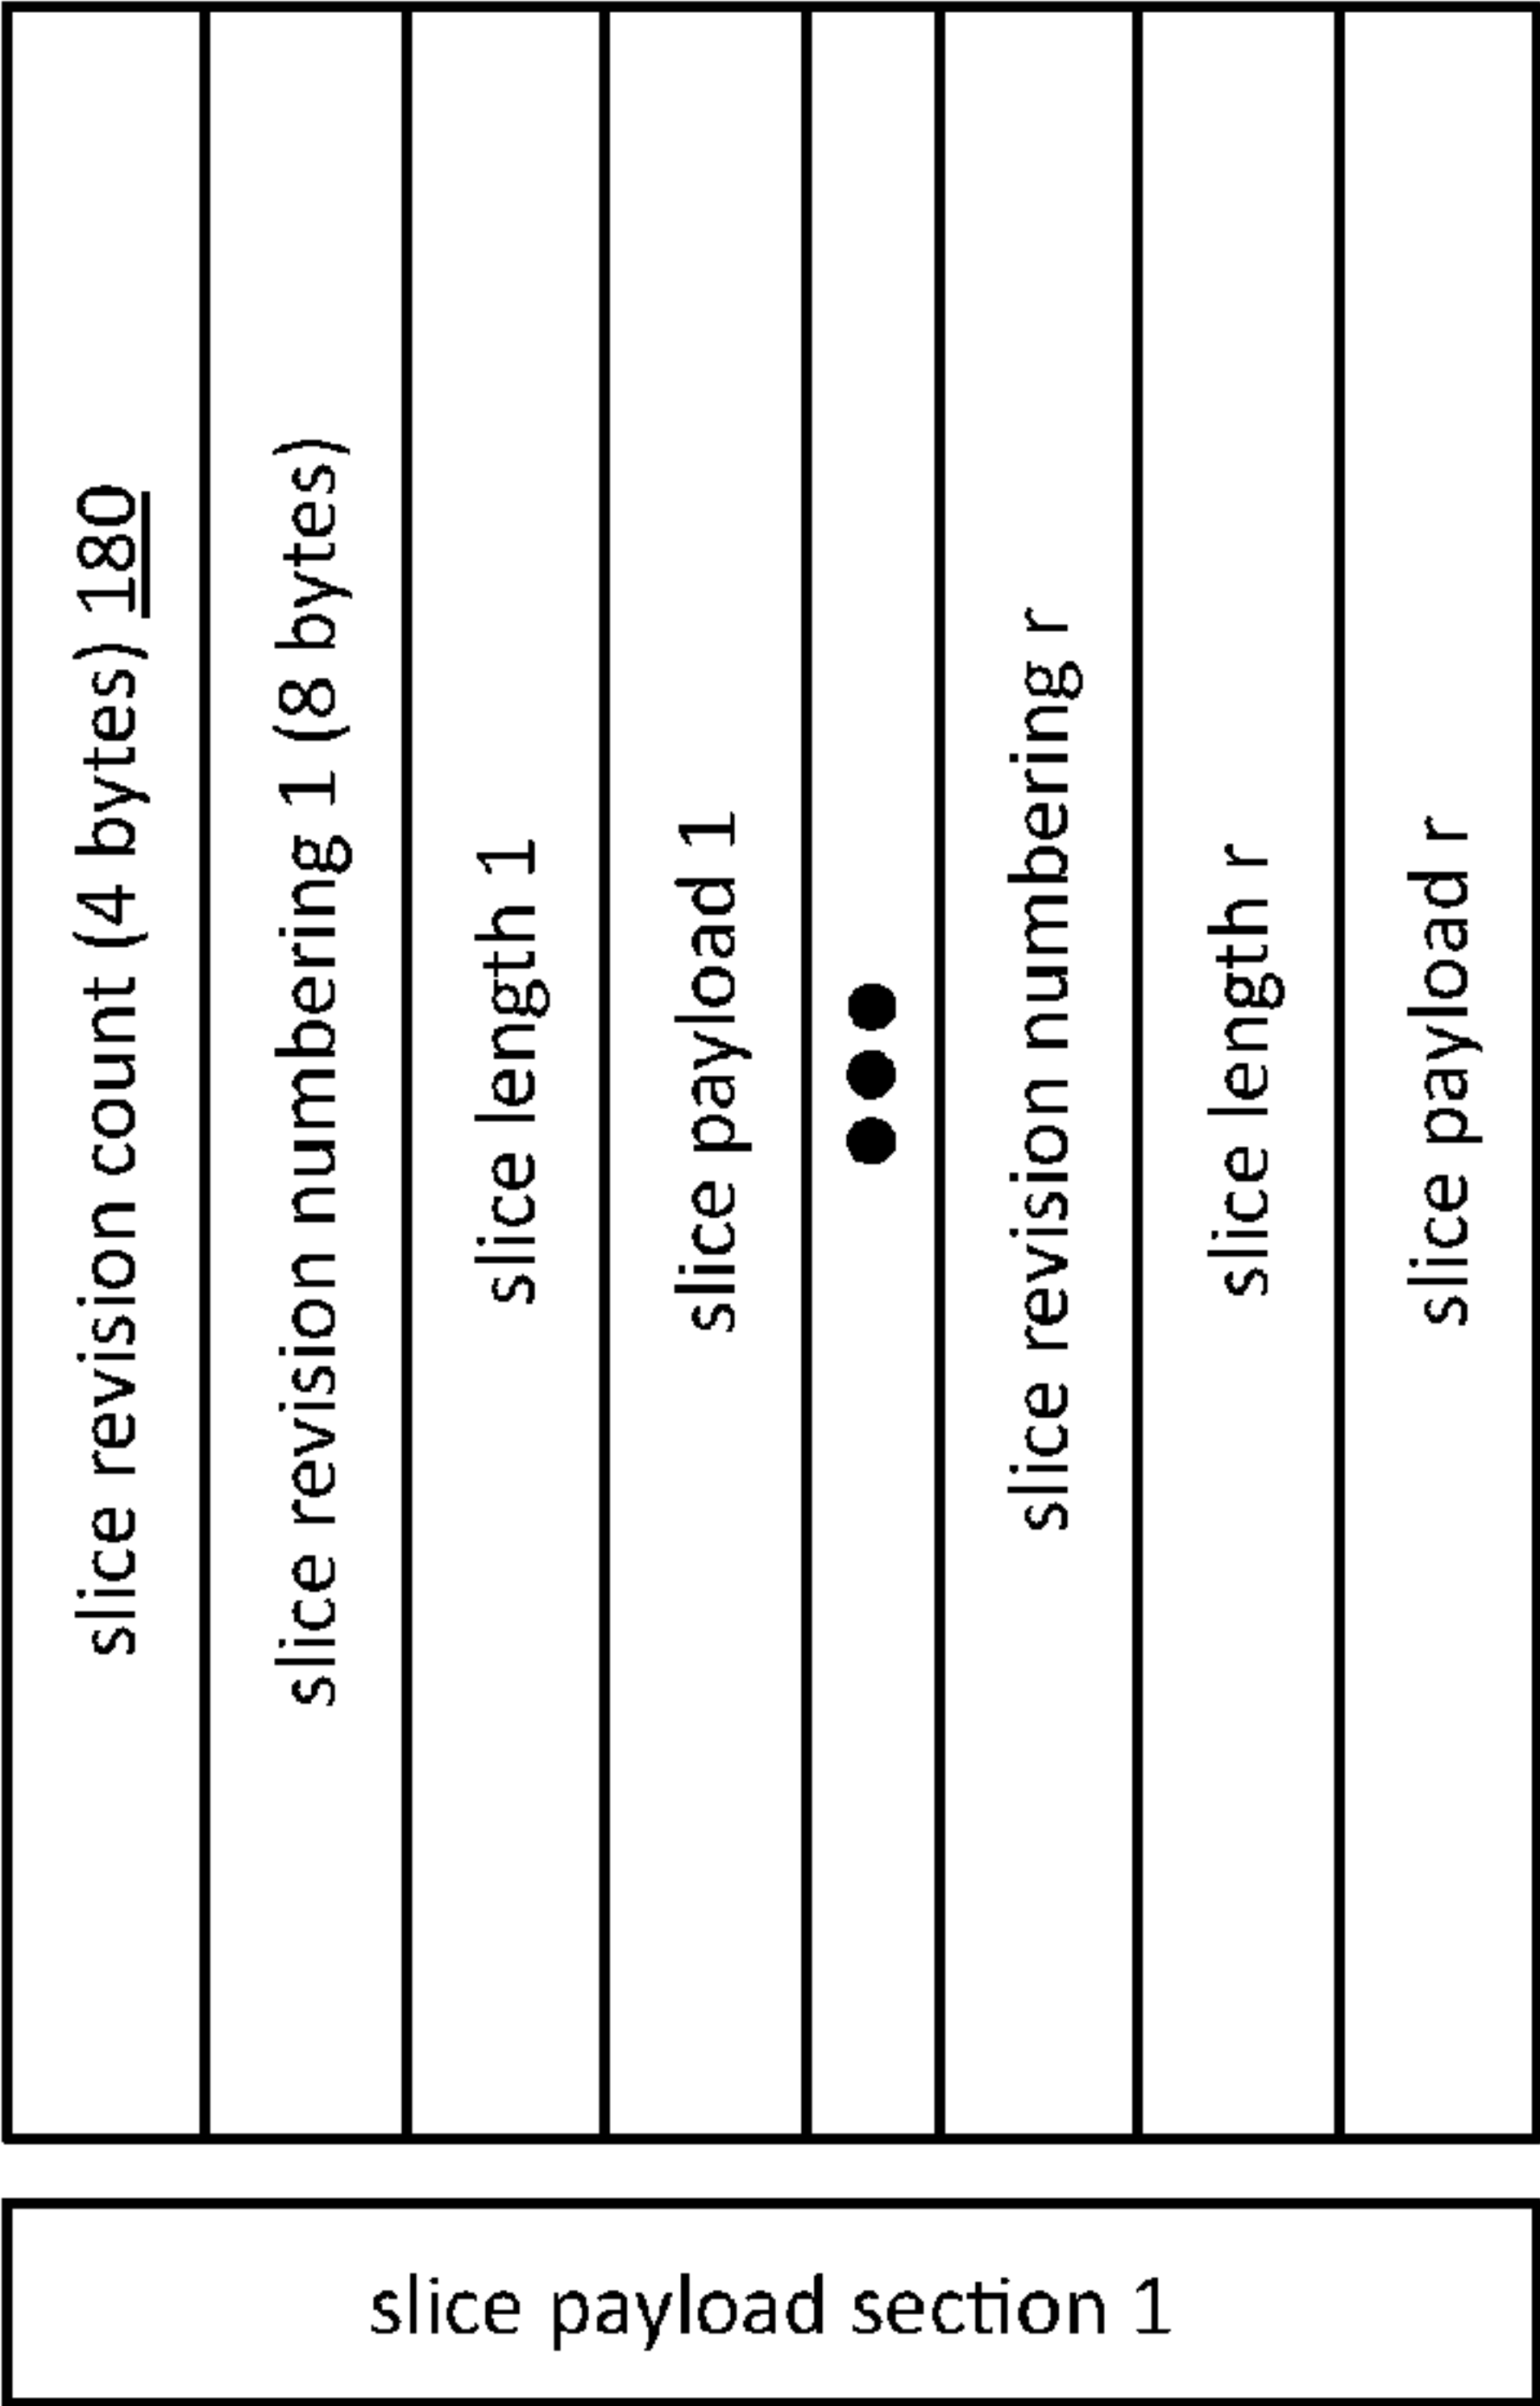 slice revision count (4 bytes) 180
slice revision numbering 1 (8 bytes)
slice length 1
slice payload 1
slice revision numbering r
slice length r
slice payload r
slice payload section 1